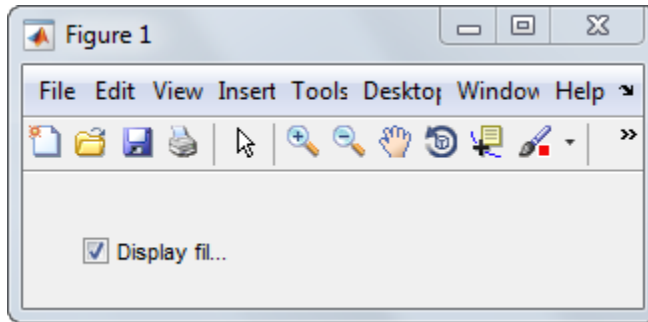 Figure 1
File Edit View Insert Tools Desktop Window Help
Display fil...